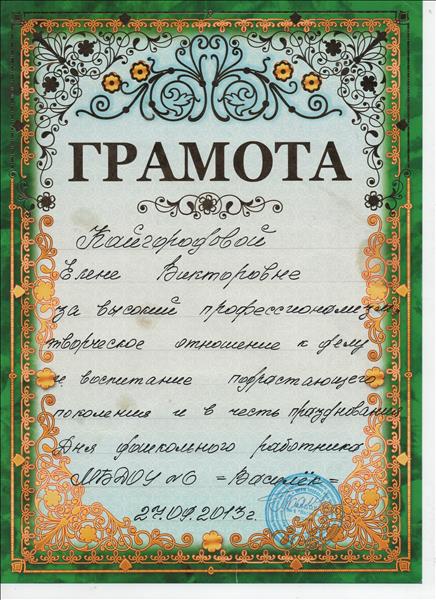 ГРАМОТА
Кайгородовой
Елене Викторовне
за высокий профессионализм,
творческое отношение к делу
и воспитание подрастающего
поколения и в честь празднования
Дня дошкольного работника
МБДОУ №6 =Василёк=
27.09.2013г.